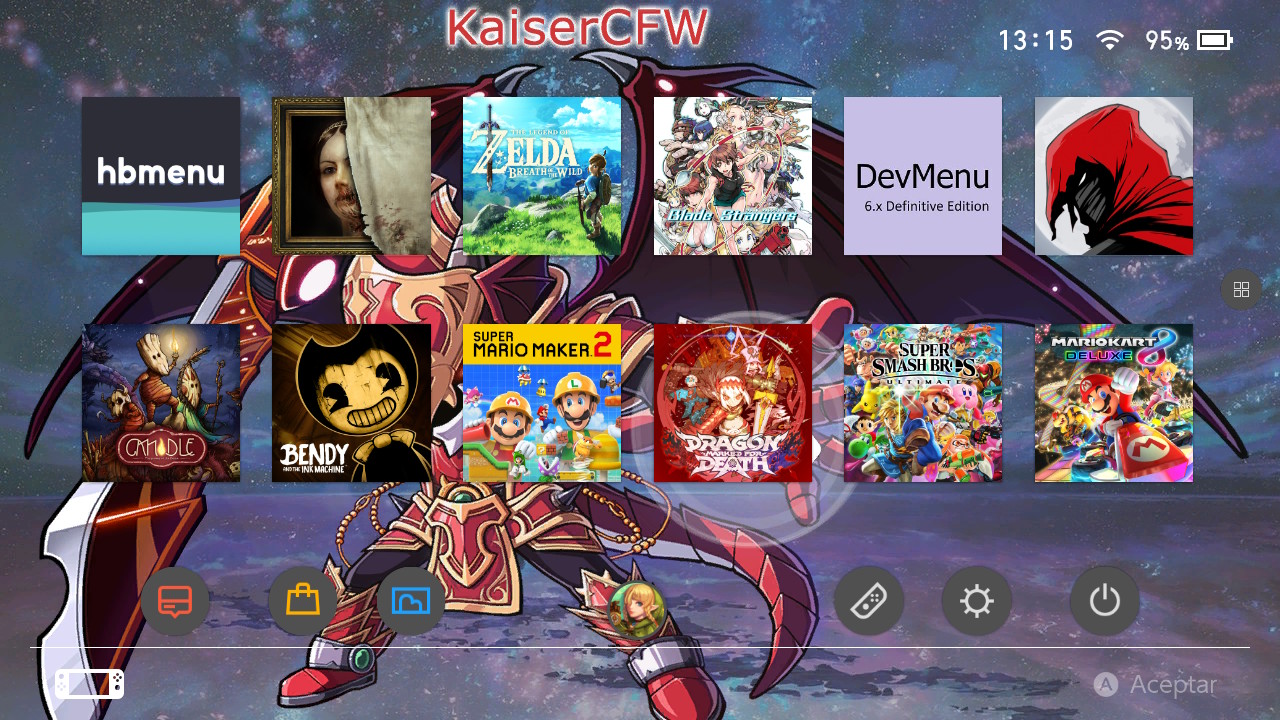 KaiserCFW
13:15
95%
hbmenu
THE LEGEND OF
ZELDA
BREATH OF THE WILD
Blade Strangers
DevMenu
6.x Definitive Edition
CANDLE
BENDY
AND THE INK MACHINE
SUPER
MARIO MAKER 2
DRAGON
MARKED FOR
DEATH
SUPER
SMASH BROS.
ULTIMATE
MARIOKART 8
DELUXE
A Aceptar